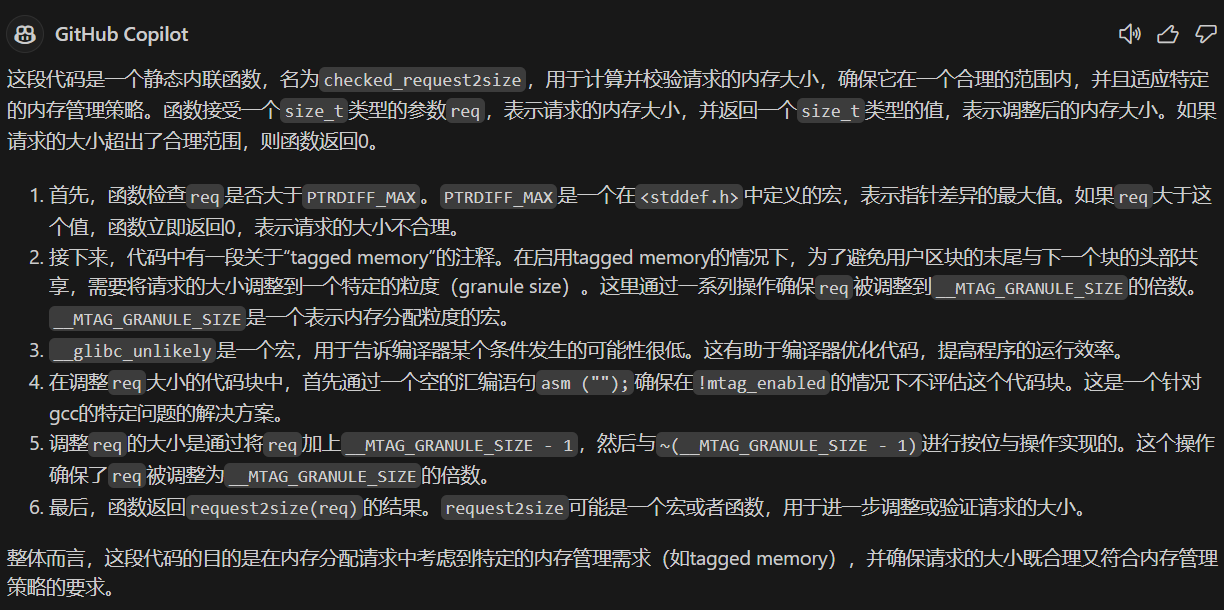 GitHub Copilot
这段代码是一个静态内联函数，名为checked_request2size，用于计算并校验请求的内存大小，确保它在一个合理的范围内，并且适应特定
的内存管理策略。函数接受一个size_t类型的参数req，表示请求的内存大小，并返回一个size_t类型的值，表示调整后的内存大小。如果
请求的大小超出了合理范围，则函数返回0。
1. 首先，函数检查req是否大于PTRDIFF_MAX。PTRDIFF_MAX是一个在<stddef.h>中定义的宏，表示指针差异的最大值。如果req大于这
个值，函数立即返回0，表示请求的大小不合理。
2. 接下来，代码中有一段关于“tagged memory”的注释。在启用tagged memory的情况下，为了避免用户区块的末尾与下一个块的头部共
享，需要将请求的大小调整到一个特定的粒度（granule size）。这里通过一系列操作确保req被调整到__MTAG_GRANULE_SIZE的倍数。
__MTAG_GRANULE_SIZE是一个表示内存分配粒度的宏。
3. __glibc_unlikely是一个宏，用于告诉编译器某个条件发生的可能性很低。这有助于编译器优化代码，提高程序的运行效率。
4. 在调整req大小的代码块中，首先通过一个空的汇编语句asm ("");确保在!mtag_enabled的情况下不评估这个代码块。这是一个针对
gcc的特定问题的解决方案。
5. 调整req的大小是通过将req加上__MTAG_GRANULE_SIZE - 1，然后与~(__MTAG_GRANULE_SIZE - 1)进行按位与操作实现的。这个操作
确保了req被调整为__MTAG_GRANULE_SIZE的倍数。
6. 最后，函数返回request2size(req)的结果。request2size可能是一个宏或者函数，用于进一步调整或验证请求的大小。
整体而言，这段代码的目的是在内存分配请求中考虑到特定的内存管理需求（如tagged memory），并确保请求的大小既合理又符合内存管理
策略的要求。